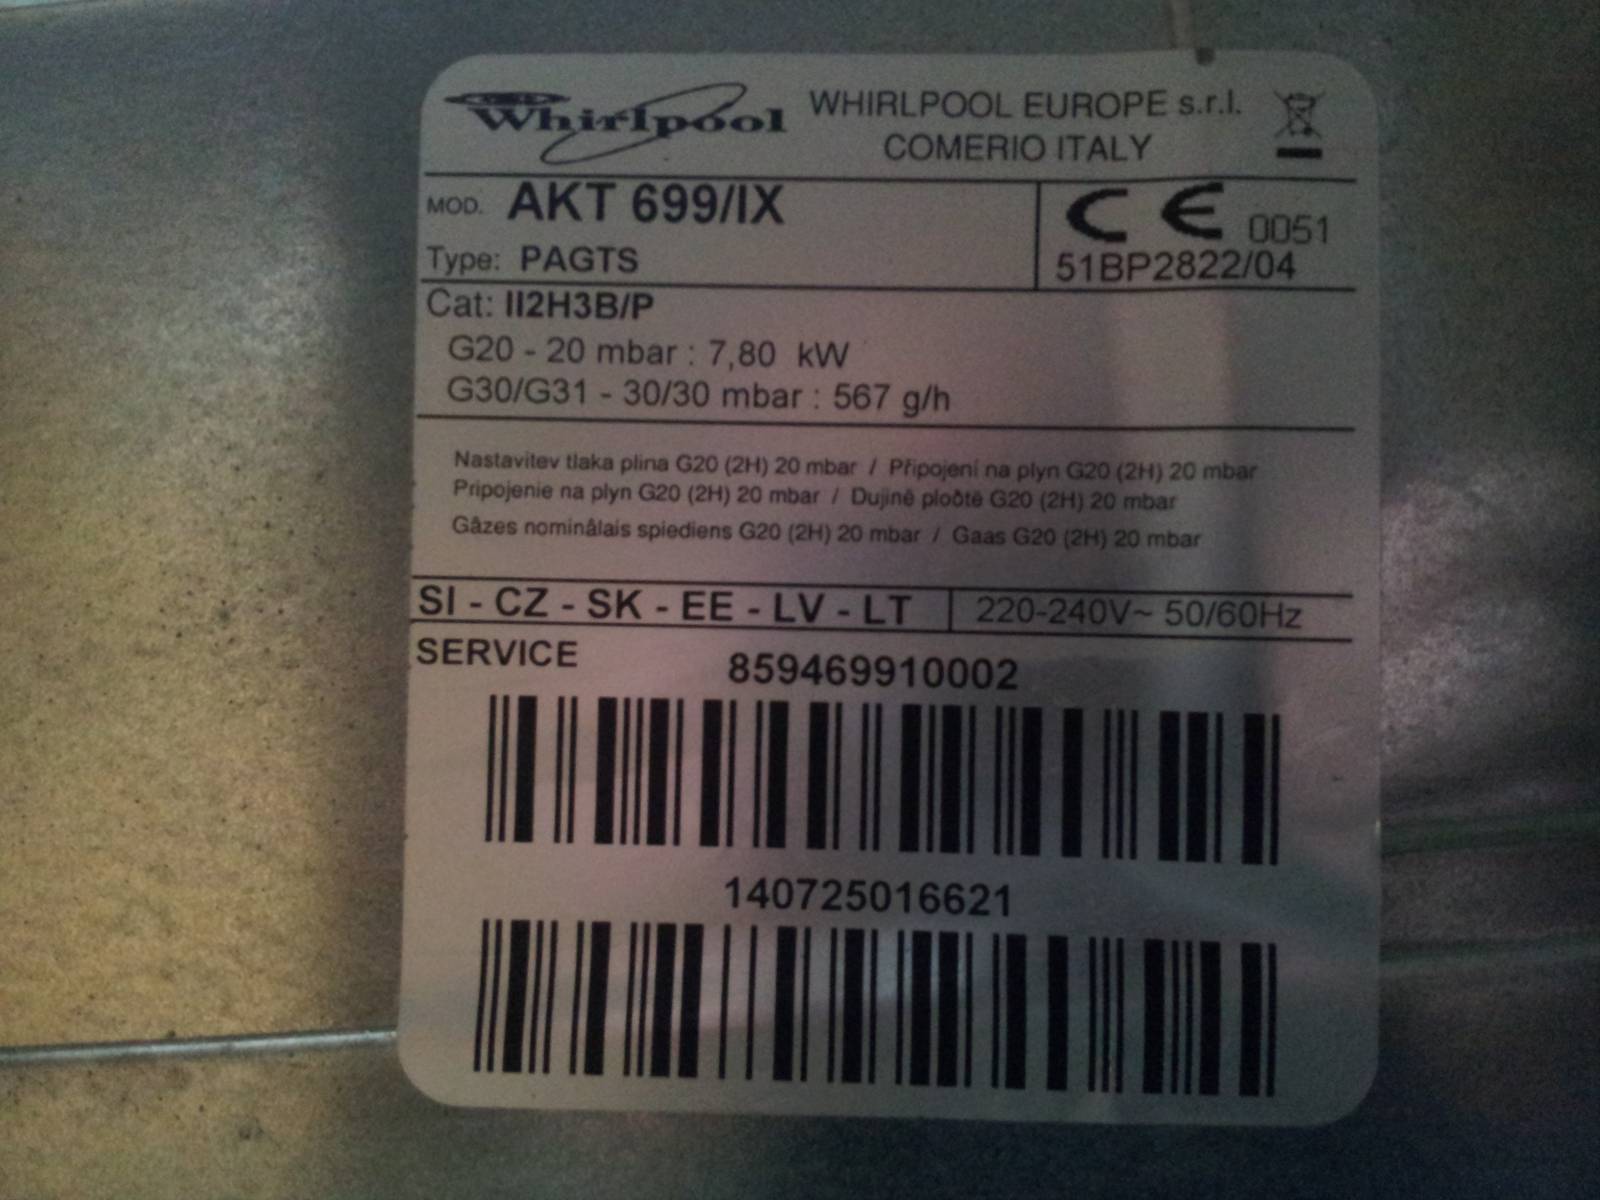 Whirlpool WHIRLPOOL EUROPE s.r.l.
COMERIO ITALY
MOD. AKT 699/IX
CE 0051
Type: PAGTS
51BP2822/04
Cat: II2H3B/P
G20 - 20 mbar : 7,80 kW
G30/G31 - 30/30 mbar : 567 g/h
Nastavitev tlaka plina G20 (2H) 20 mbar / Připojení na plyn G20 (2H) 20 mbar
Pripojenie na plyn G20 (2H) 20 mbar / Dujinė ploðtë G20 (2H) 20 mbar
Gâzes nominâlais spiediens G20 (2H) 20 mbar / Gaas G20 (2H) 20 mbar
SI - CZ - SK - EE - LV - LT 220-240V~ 50/60Hz
SERVICE 859469910002
140725016621